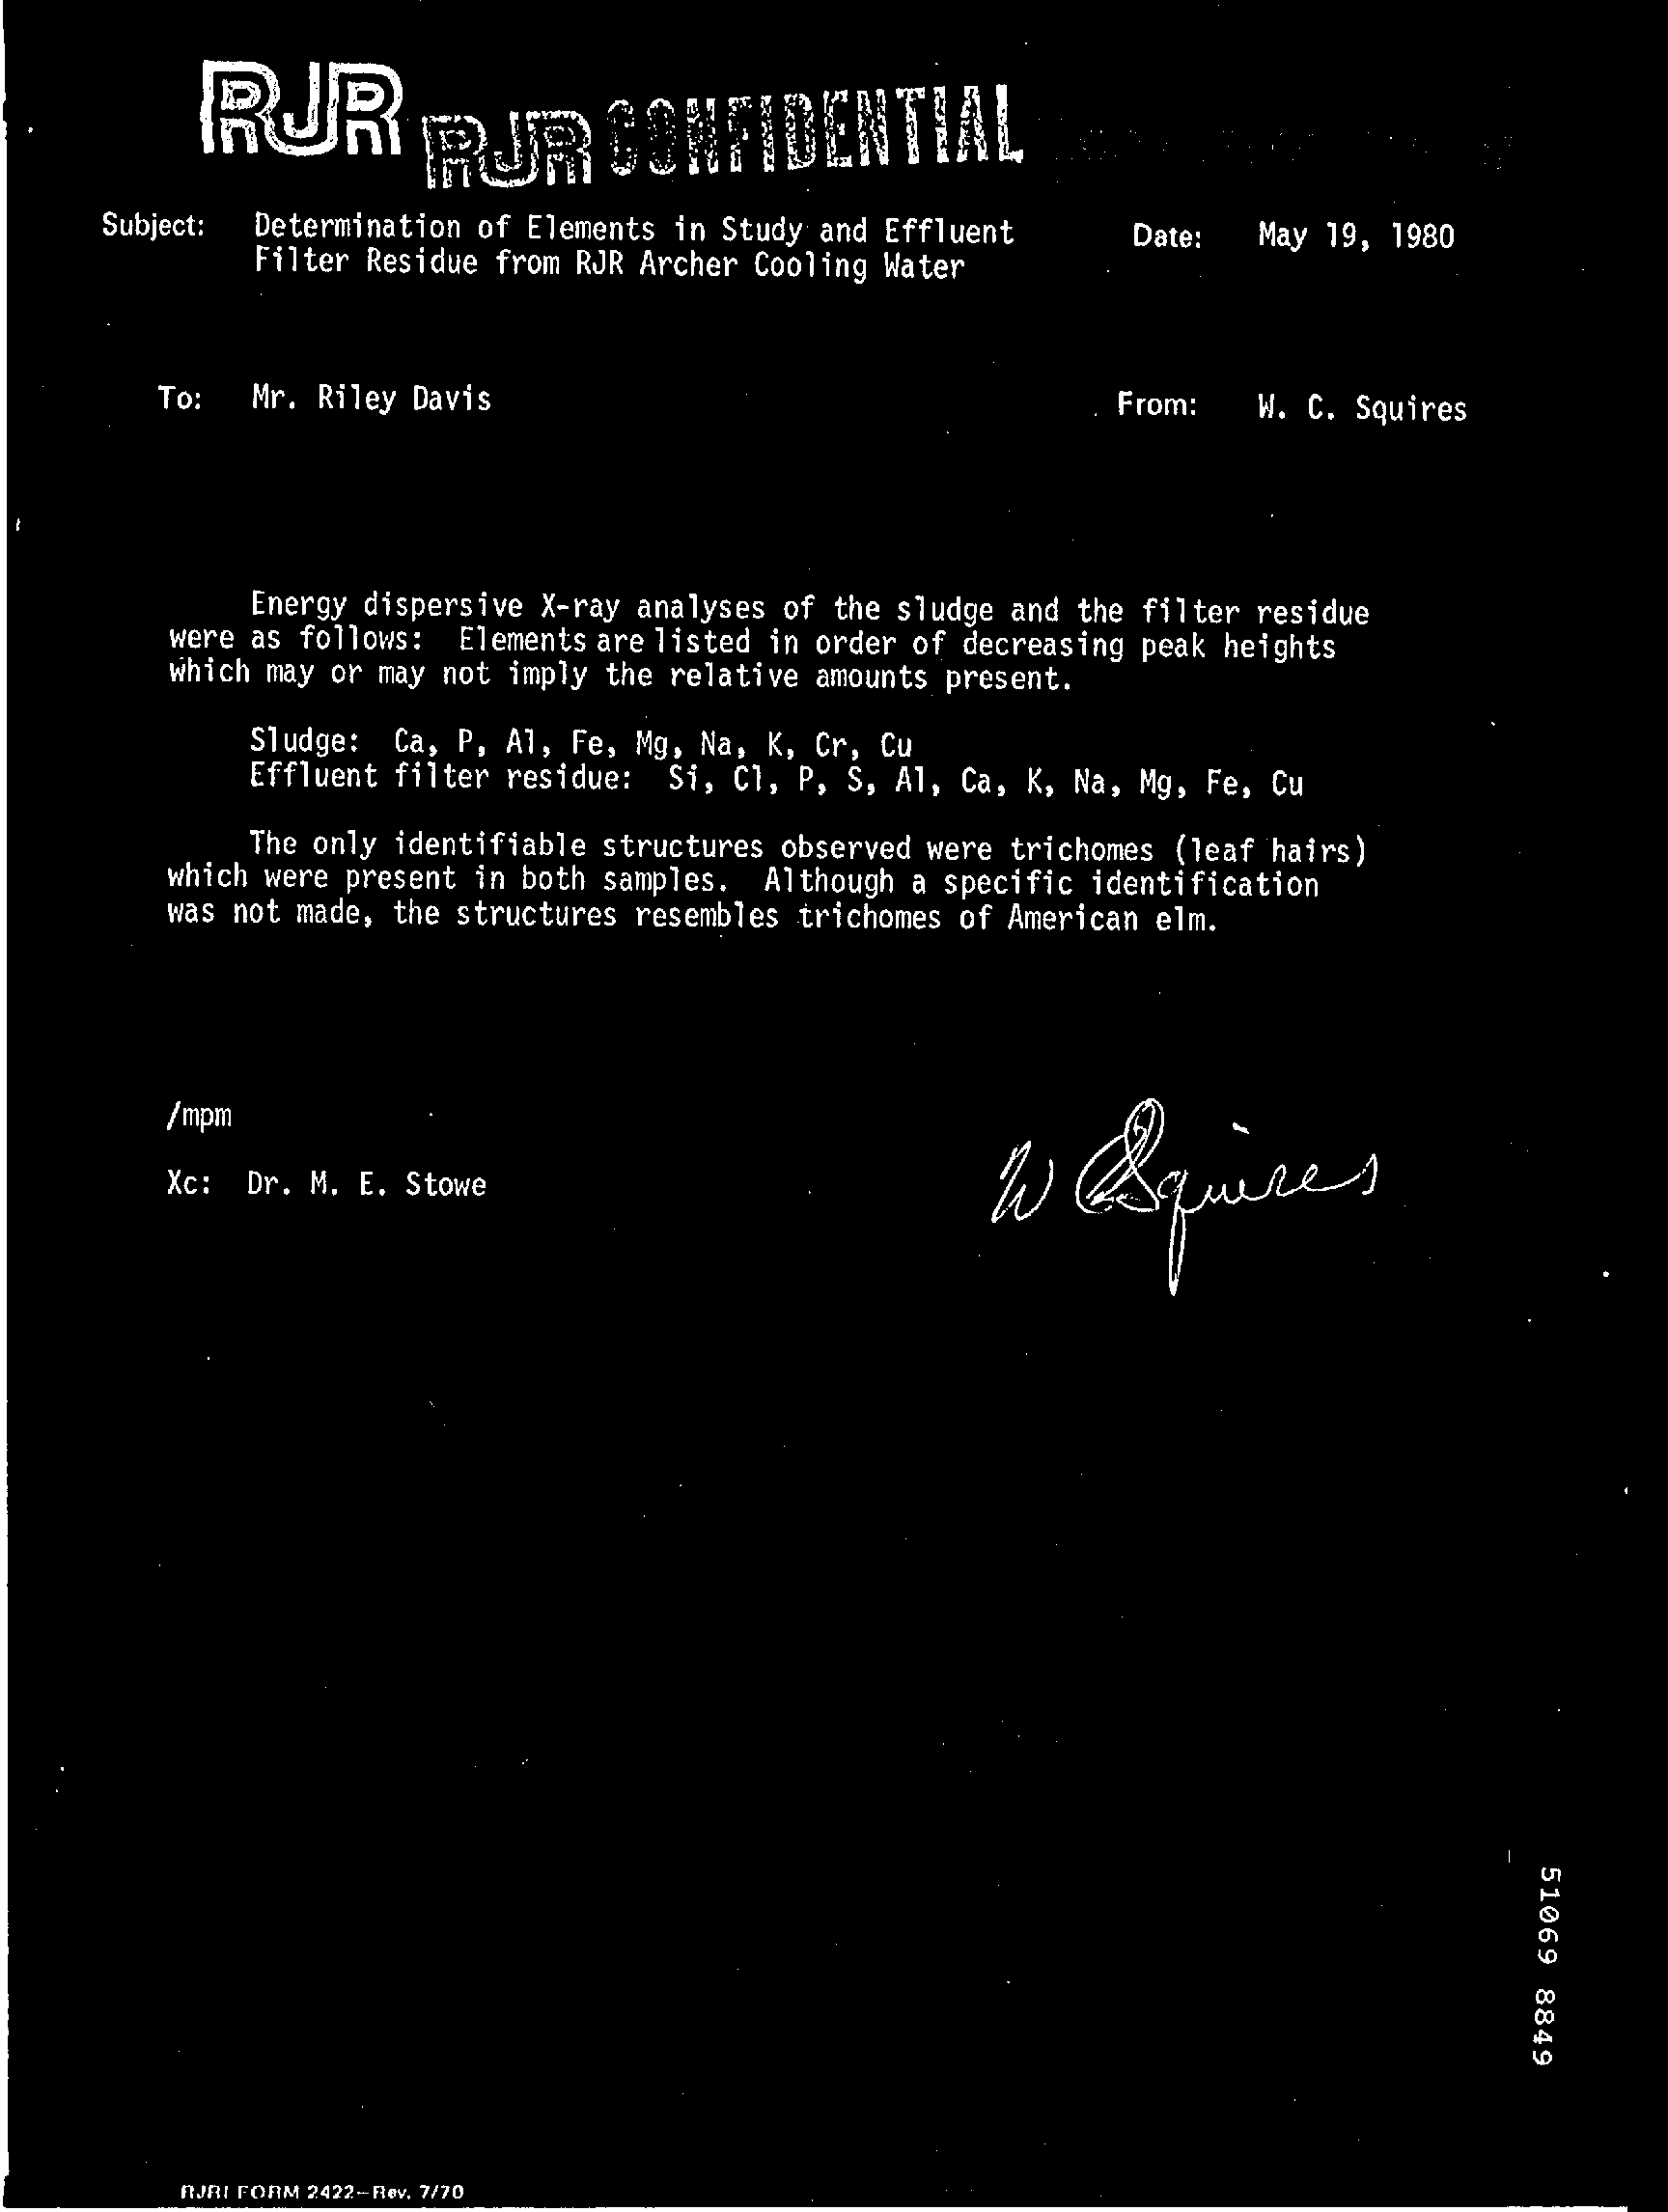 RJR RJR CONFIDENTIAL
Subject: Determination of Elements in Study and Effluent Date: May 19, 1980
Filter Residue from RJR Archer Cooling Water
To: Mr. Riley Davis From: W. C. Squires
Energy dispersive X-ray analyses of the sludge and the filter residue
were as follows: Elements are listed in order of decreasing peak heights
which may or may not imply the relative amounts present.
Sludge: Ca, P, Al, Fe, Mg, Na, K, Cr, Cu
Effluent filter residue: Si, Cl, P, S, Al, Ca, K, Na, Mg, Fe, Cu
The only identifiable structures observed were trichomes (leaf hairs)
which were present in both samples. Although a specific identification
was not made, the structures resembles trichomes of American elm.
/mpm
Xc: Dr. M. E. Stowe
W C Squires
51069 8849
RJRI FORM 2422-Rev. 7/70